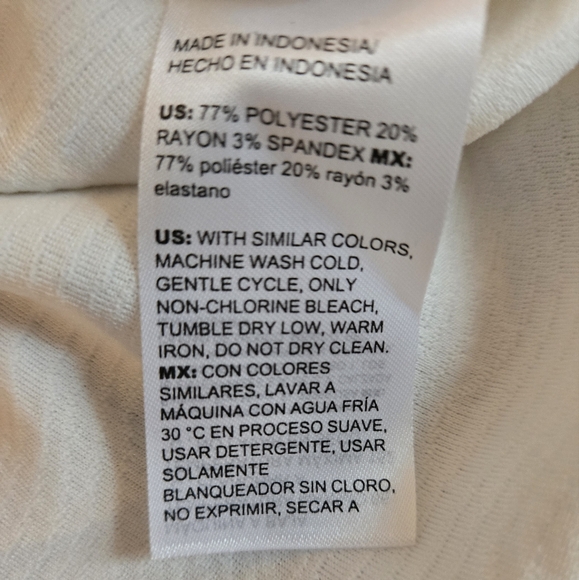 MADE IN INDONESIA/
HECHO EN INDONESIA
US: 77% POLYESTER 20%
RAYON 3% SPANDEX MX:
77% poliéster 20% rayón 3%
elastano
US: WITH SIMILAR COLORS,
MACHINE WASH COLD,
GENTLE CYCLE, ONLY
NON-CHLORINE BLEACH,
TUMBLE DRY LOW, WARM
IRON, DO NOT DRY CLEAN.
MX: CON COLORES
SIMILARES, LAVAR A
MÁQUINA CON AGUA FRÍA
30 °C EN PROCESO SUAVE,
USAR DETERGENTE, USAR
SOLAMENTE
BLANQUEADOR SIN CLORO,
NO EXPRIMIR, SECAR A